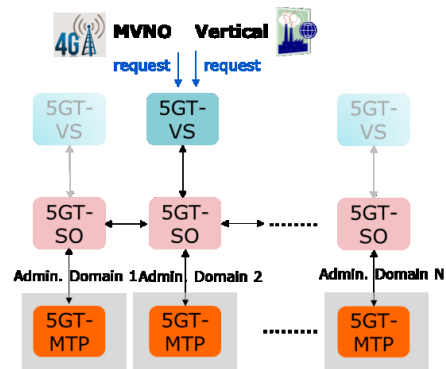 4G MVNO Vertical
request request
5GT-
VS
5GT-
VS
5GT-
VS
5GT-
SO
5GT-
SO
5GT-
SO
Admin. Domain 1
Admin. Domain 2
Admin. Domain N
5GT-
MTP
5GT-
MTP
5GT-
MTP